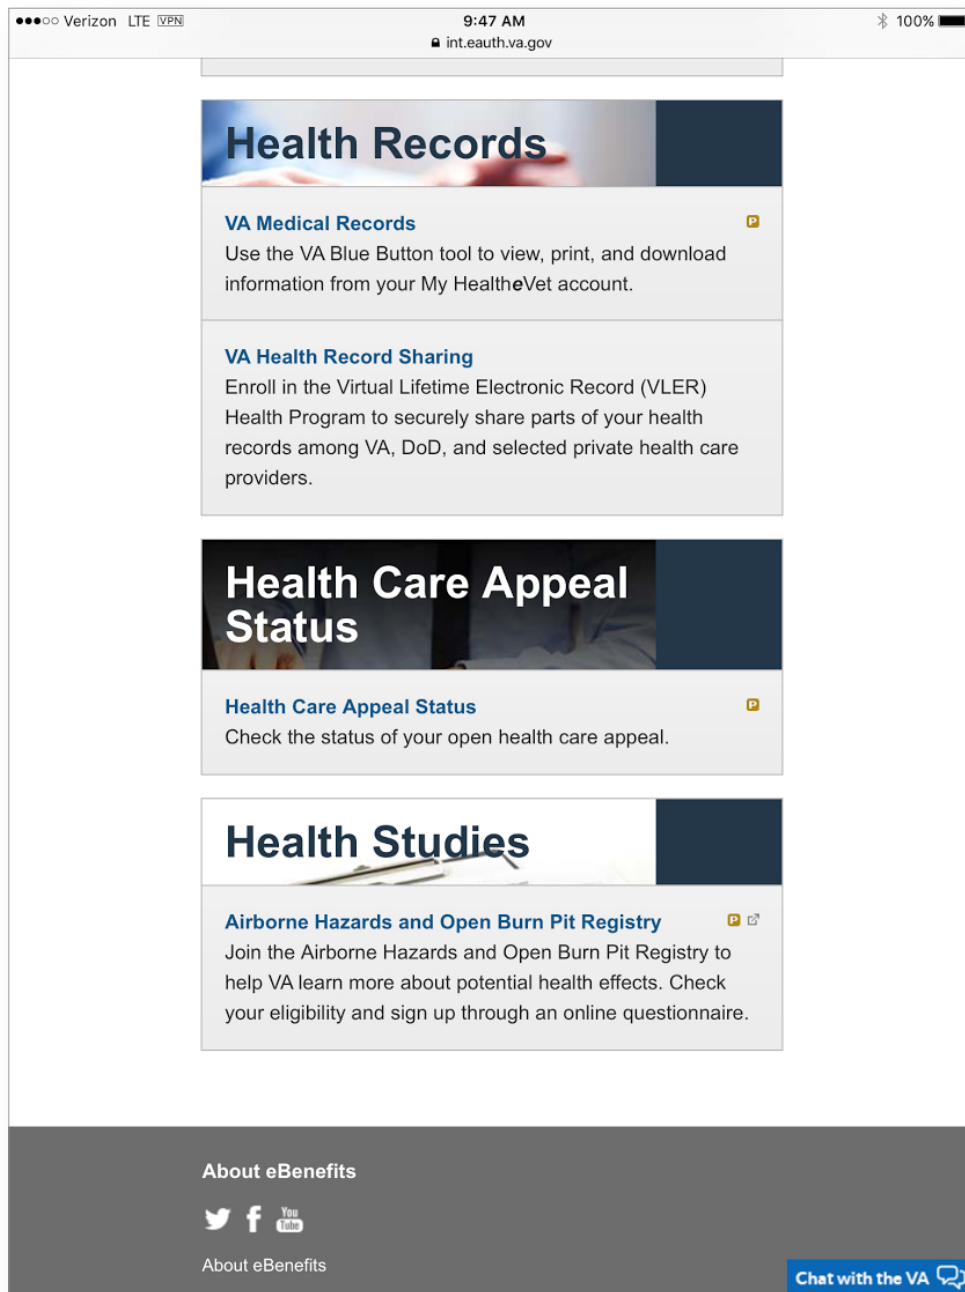 Verizon LTE VPN
9:47 AM
100%
int.eauth.va.gov
Health Records
VA Medical Records P
Use the VA Blue Button tool to view, print, and download
information from your My HealtheVet account.
VA Health Record Sharing
Enroll in the Virtual Lifetime Electronic Record (VLER)
Health Program to securely share parts of your health
records among VA, DoD, and selected private health care
providers.
Health Care Appeal
Status
Health Care Appeal Status P
Check the status of your open health care appeal.
Health Studies
Airborne Hazards and Open Burn Pit Registry P
Join the Airborne Hazards and Open Burn Pit Registry to
help VA learn more about potential health effects. Check
your eligibility and sign up through an online questionnaire.
About eBenefits
You
Tube
About eBenefits
Chat with the VA